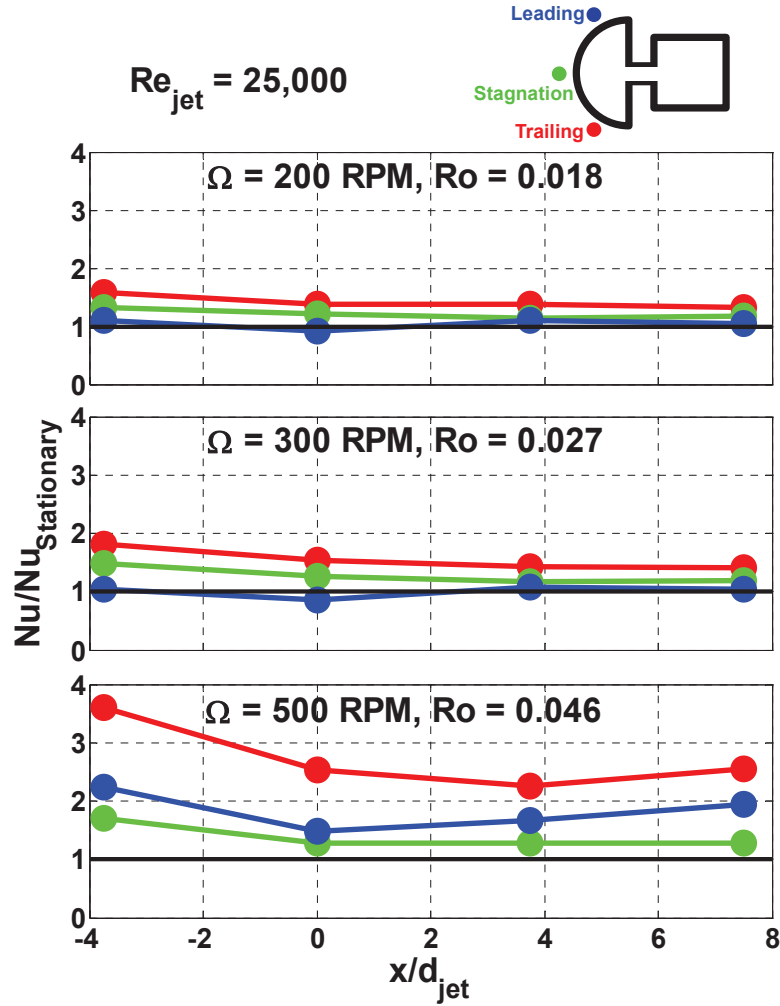 Leading
Re_jet = 25,000
Stagnation
Trailing
4
Ω = 200 RPM, Ro = 0.018
3
2
1
0
4
Ω = 300 RPM, Ro = 0.027
3
2
1
0
Nu/Nu_Stationary
4
Ω = 500 RPM, Ro = 0.046
3
2
1
0
-4 -2 0 2 4 6 8
x/d_jet